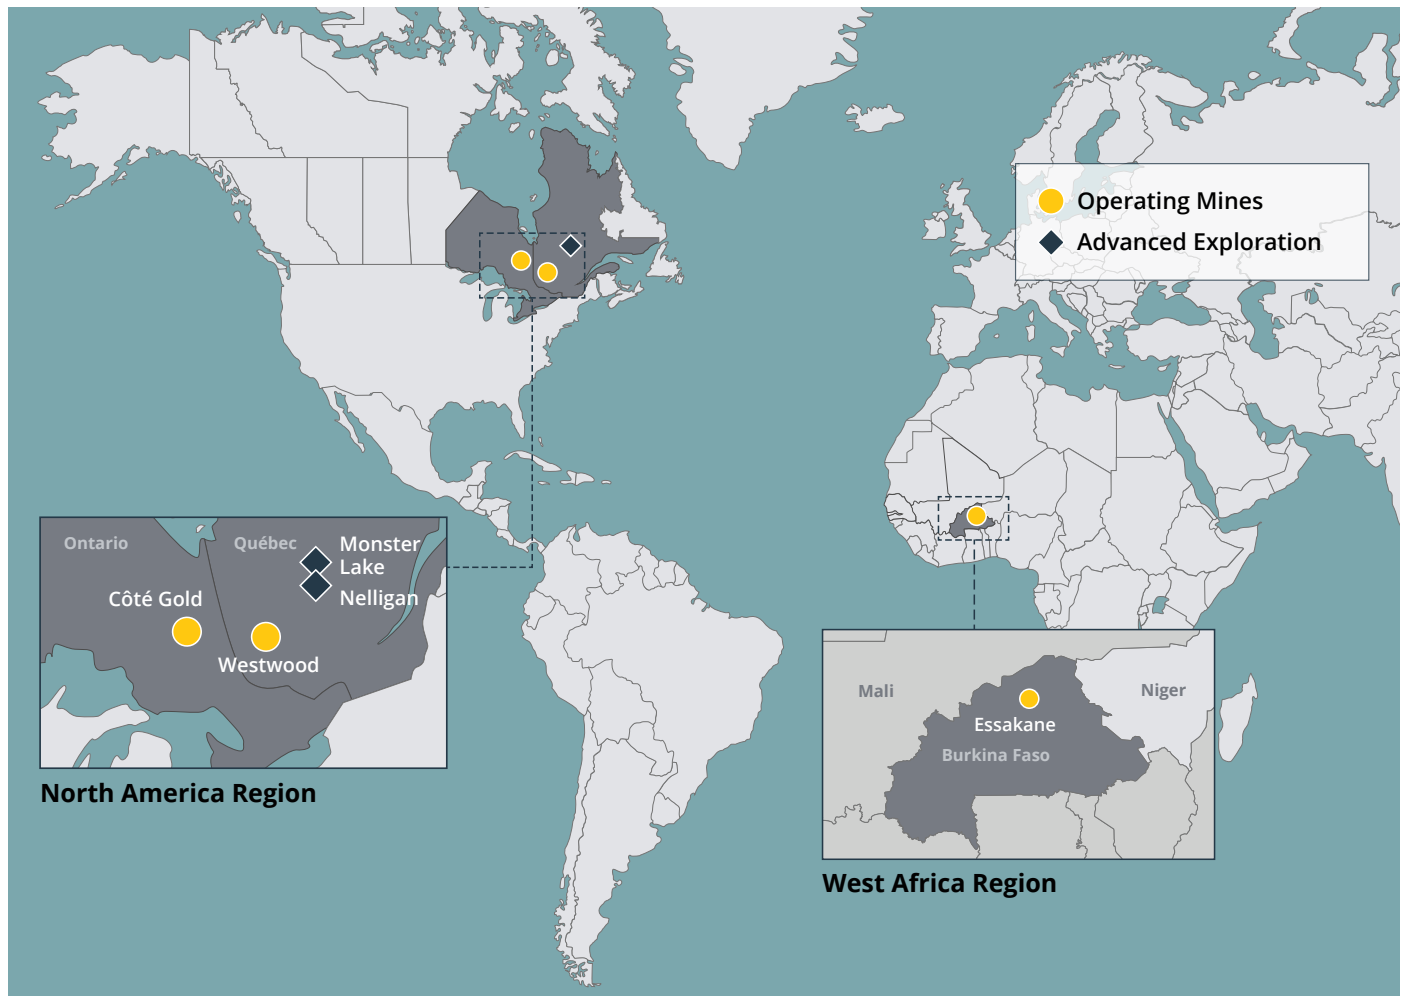 Operating Mines
Advanced Exploration
Ontario
Québec
Monster
Lake
Nelligan
Côté Gold
Westwood
North America Region
Mali
Niger
Essakane
Burkina Faso
West Africa Region